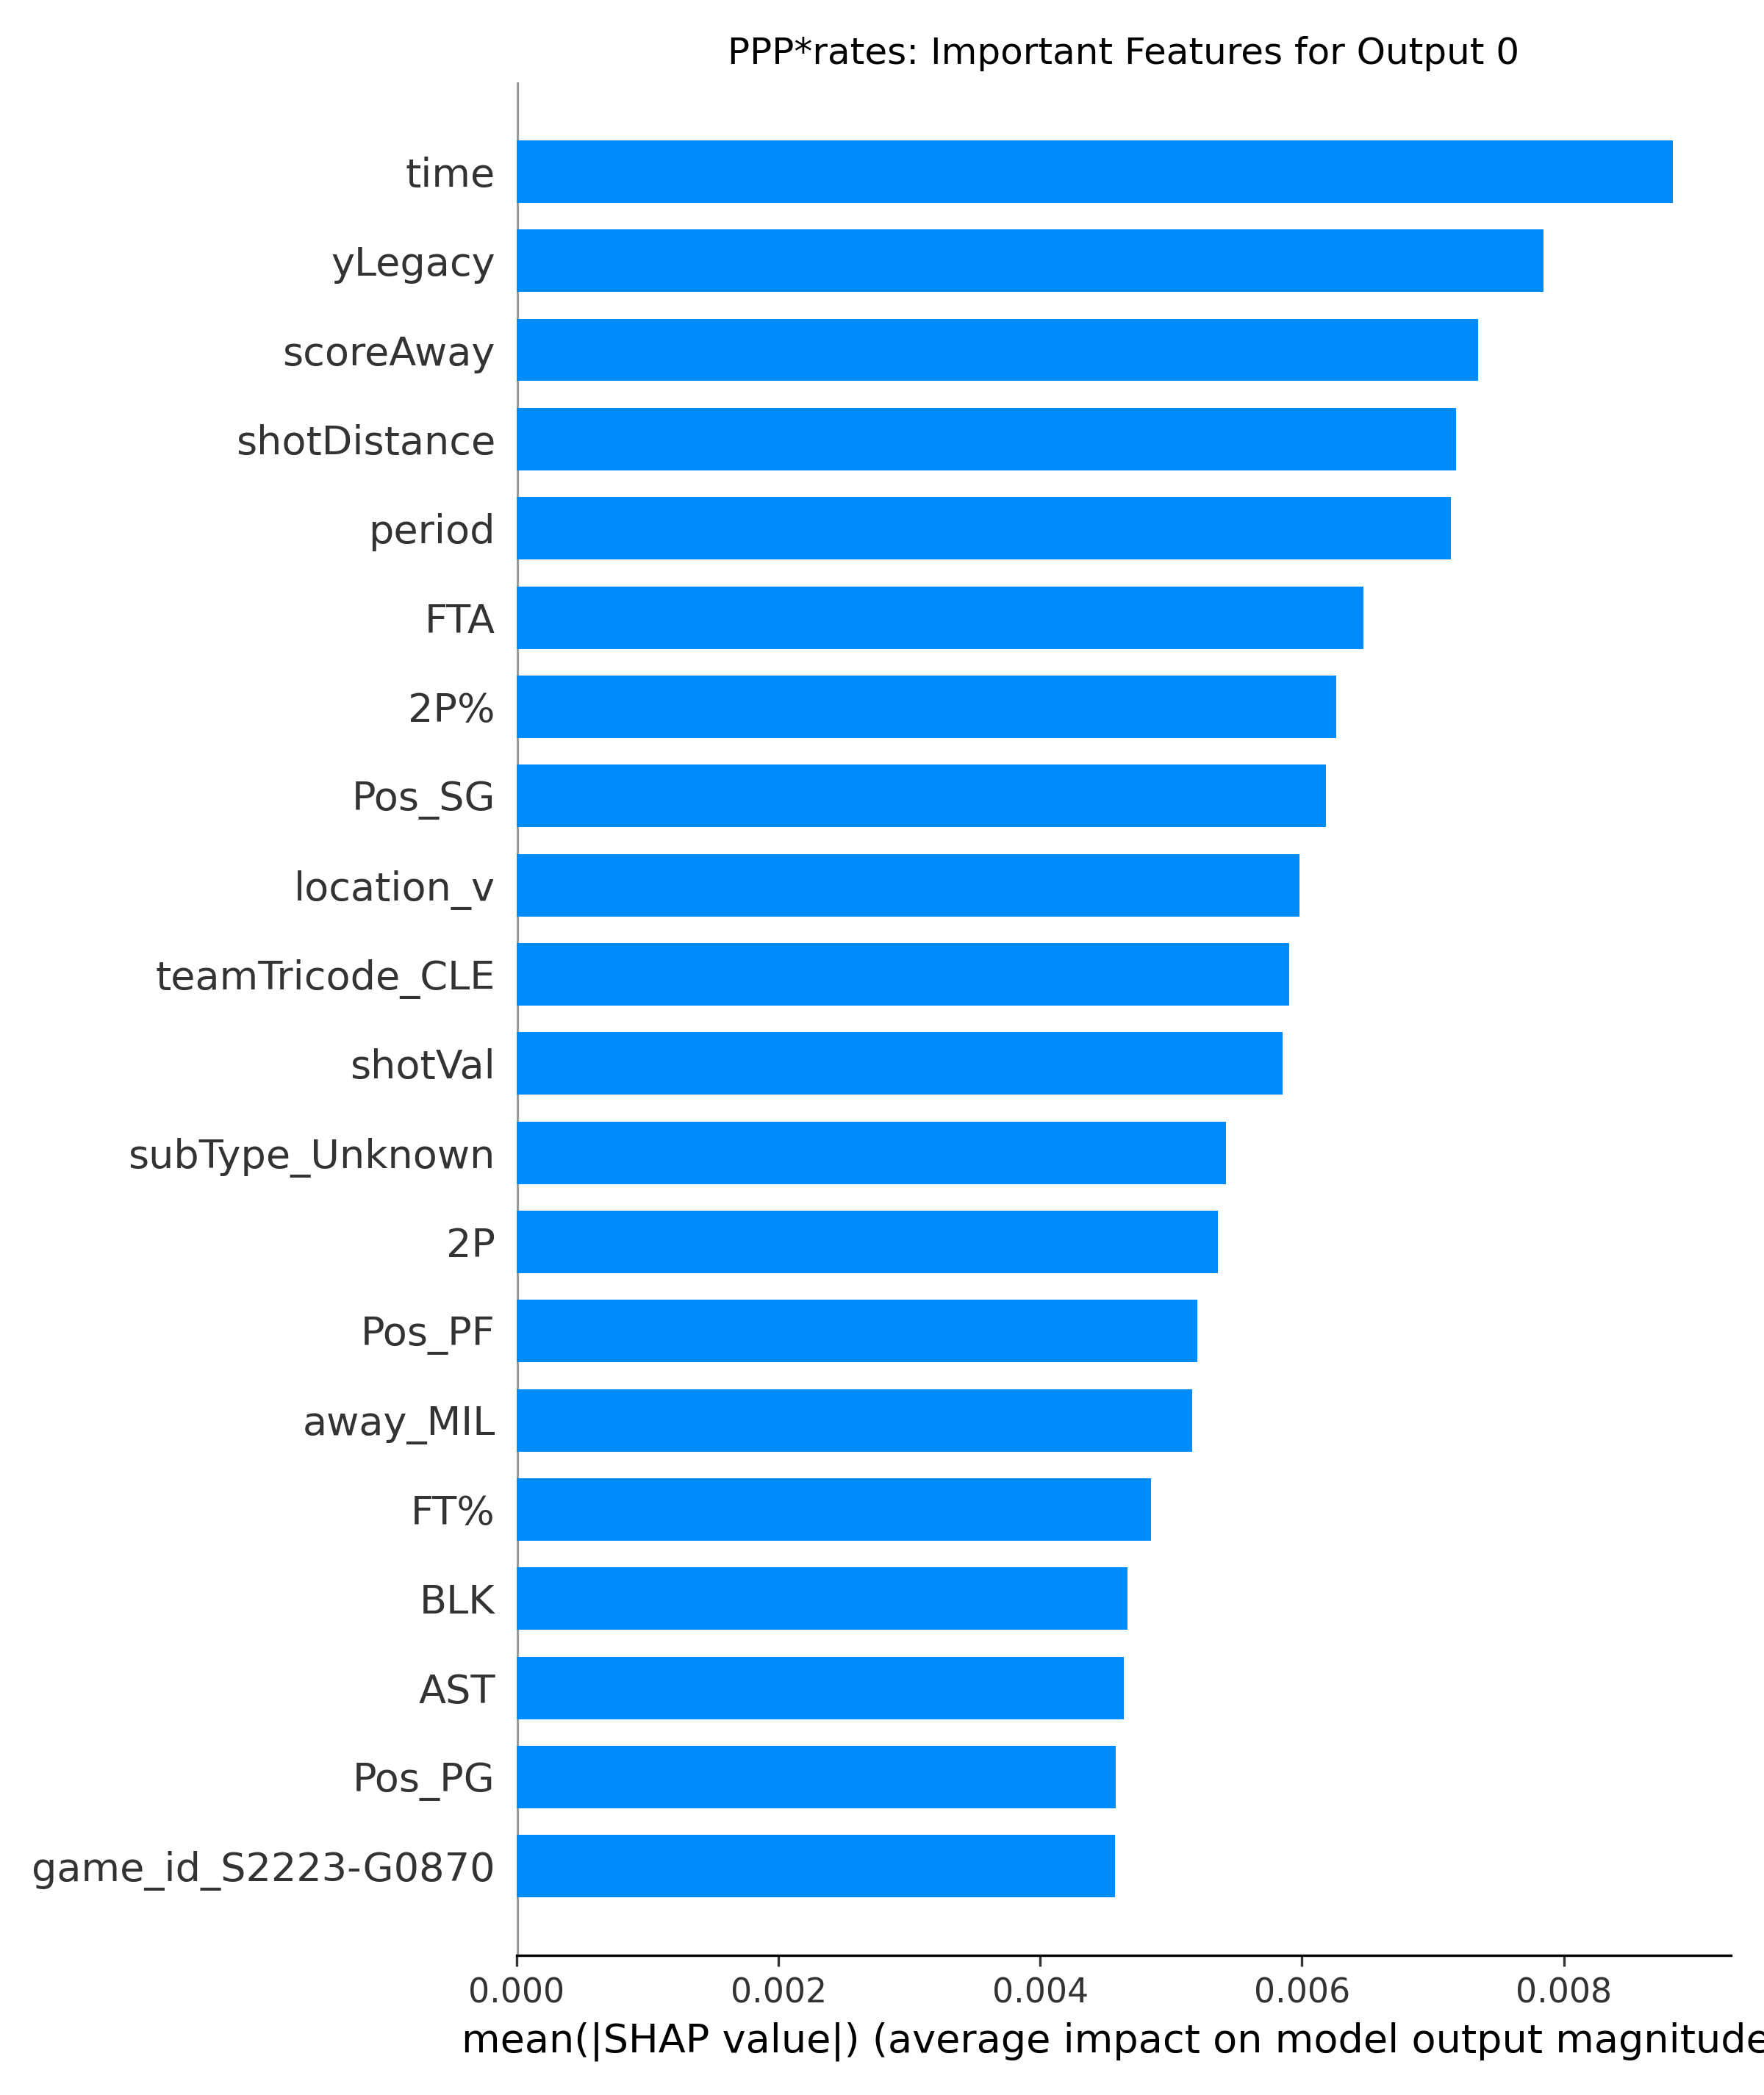 PPP*rates: Important Features for Output 0
time
yLegacy
scoreAway
shotDistance
period
FTA
2P%
Pos_SG
location_v
teamTricode_CLE
shotVal
subType_Unknown
2P
Pos_PF
away_MIL
FT%
BLK
AST
Pos_PG
game_id_S2223-G0870
0.000 0.002 0.004 0.006 0.008
mean(|SHAP value|) (average impact on model output magnitude